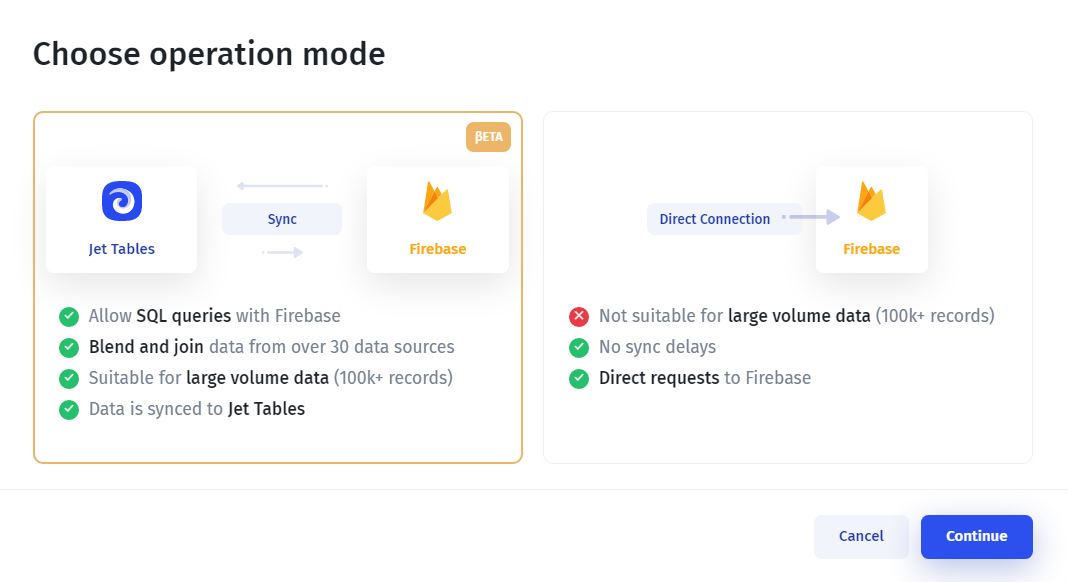 Choose operation mode
βETA
Jet Tables
Sync
Firebase
Allow SQL queries with Firebase
Blend and join data from over 30 data sources
Suitable for large volume data (100k+ records)
Data is synced to Jet Tables
Direct Connection
Firebase
Not suitable for large volume data (100k+ records)
No sync delays
Direct requests to Firebase
Cancel
Continue